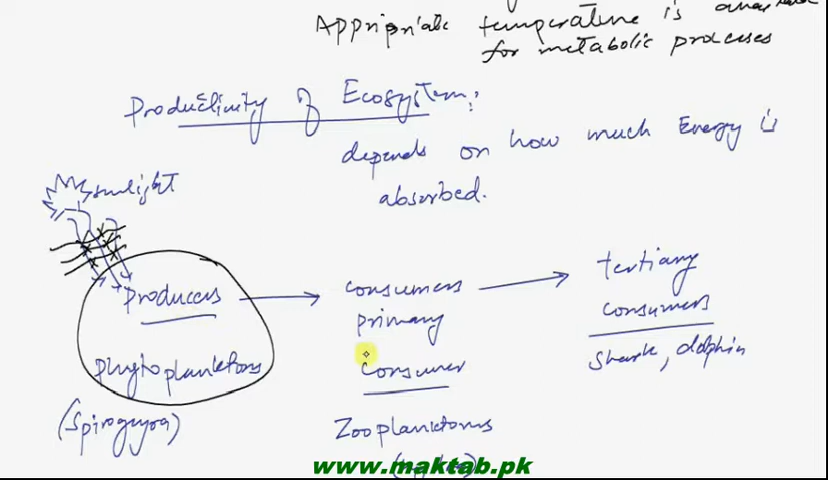 Appripriate temperature is
for metabolic processes
Productivity of Ecosystem:
depends on how much Energy is
absorbed.
sunlight
producers
consumers
primary
consumer
tertiary
consumers
phytoplanktons
shark, dolphin
(Spirogyra)
Zooplanktons
www.maktab.pk